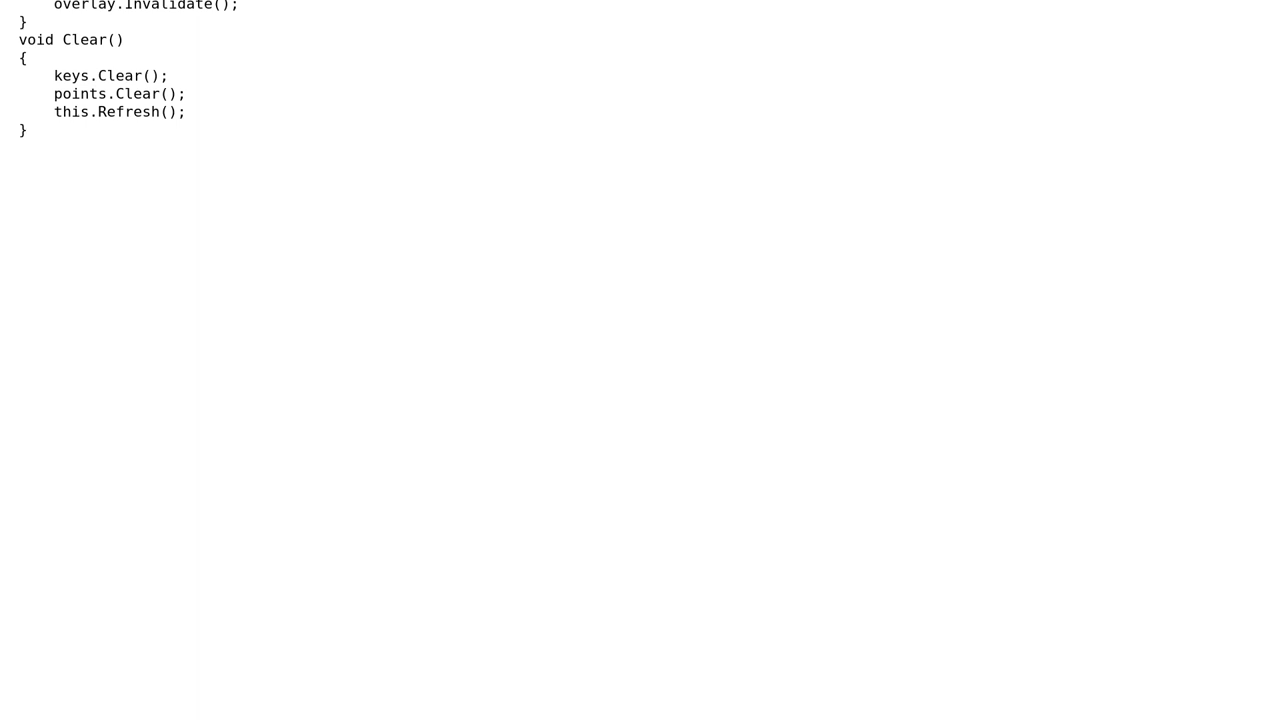 overlay.Invalidate();
}
void Clear()
{
    keys.Clear();
    points.Clear();
    this.Refresh();
}